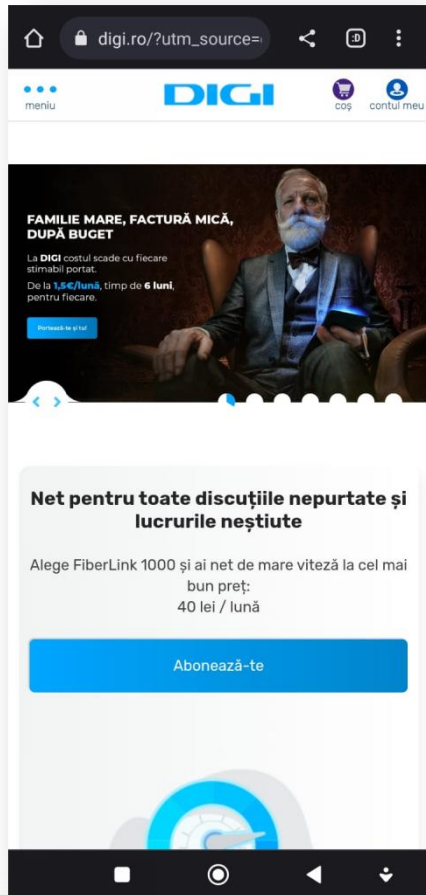 digi.ro/?utm_source=
:D
meniu
DIGI
coș
contul meu
FAMILIE MARE, FACTURĂ MICĂ,
DUPĂ BUGET
La DIGI costul scade cu fiecare
stimabil portat.
De la 1,5€/lună, timp de 6 luni,
pentru fiecare.
Portează-te și tu!
Net pentru toate discuțiile nepurtate și
lucrurile neștiute
Alege FiberLink 1000 și ai net de mare viteză la cel mai
bun preț:
40 lei / lună
Abonează-te